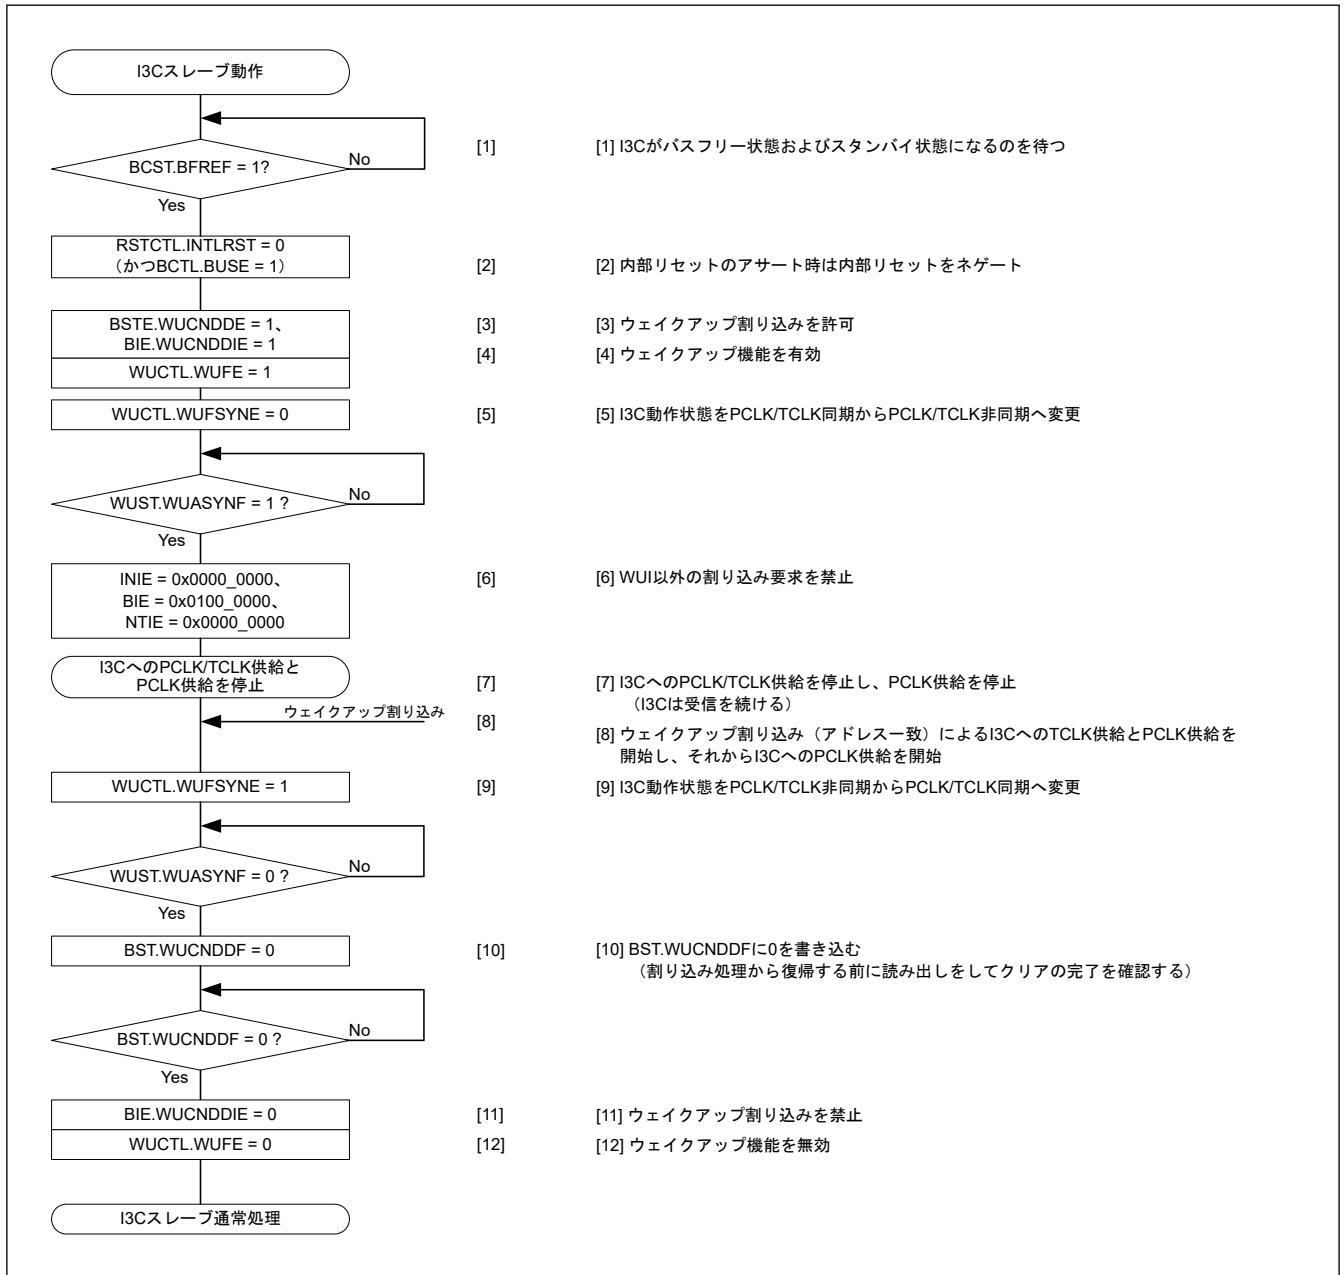 I3Cスレーブ動作
BCST.BFREF = 1?
No
[1]
[1] I3Cがバスフリー状態およびスタンバイ状態になるのを待つ
Yes
RSTCTL.INTLRST = 0
（かつBCTL.BUSE = 1）
[2]
[2] 内部リセットのアサート時は内部リセットをネゲート
BSTE.WUCNDDE = 1、
BIE.WUCNDDIE = 1
[3]
[3] ウェイクアップ割り込みを許可
WUCTL.WUFE = 1
[4]
[4] ウェイクアップ機能を有効
WUCTL.WUFSYNE = 0
[5]
[5] I3C動作状態をPCLK/TCLK同期からPCLK/TCLK非同期へ変更
WUST.WUASYNF = 1 ?
No
Yes
INIE = 0x0000_0000、
BIE = 0x0100_0000、
NTIE = 0x0000_0000
[6]
[6] WUI以外の割り込み要求を禁止
I3CへのPCLK/TCLK供給と
PCLK供給を停止
[7]
[7] I3CへのPCLK/TCLK供給を停止し、PCLK供給を停止
（I3Cは受信を続ける）
ウェイクアップ割り込み
[8]
[8] ウェイクアップ割り込み（アドレス一致）によるI3CへのTCLK供給とPCLK供給を
開始し、それからI3CへのPCLK供給を開始
WUCTL.WUFSYNE = 1
[9]
[9] I3C動作状態をPCLK/TCLK非同期からPCLK/TCLK同期へ変更
WUST.WUASYNF = 0 ?
No
Yes
BST.WUCNDDF = 0
[10]
[10] BST.WUCNDDFに0を書き込む
（割り込み処理から復帰する前に読み出しをしてクリアの完了を確認する）
BST.WUCNDDF = 0 ?
No
Yes
BIE.WUCNDDIE = 0
[11]
[11] ウェイクアップ割り込みを禁止
WUCTL.WUFE = 0
[12]
[12] ウェイクアップ機能を無効
I3Cスレーブ通常処理